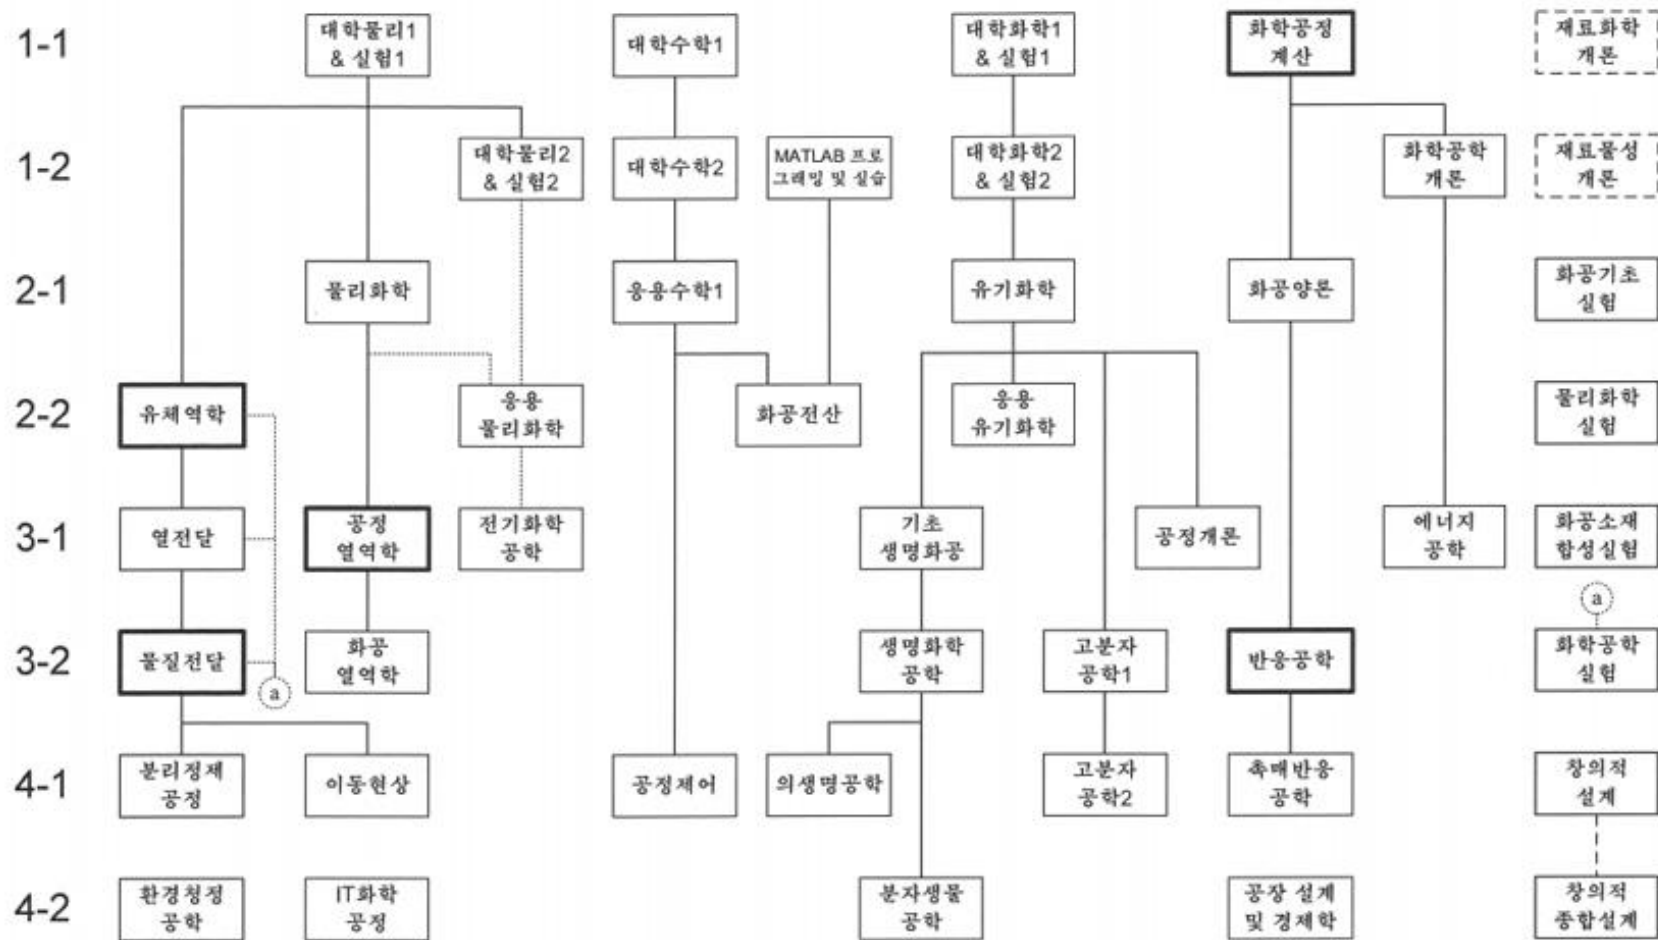 1-1
대학물리1
& 실험1
대학수학1
대학화학1
& 실험1
화학공정
계산
재료화학
개론
1-2
대학물리2
& 실험2
대학수학2
MATLAB 프로
그래밍 및 실습
대학화학2
& 실험2
화학공학
개론
재료물성
개론
2-1
물리화학
응용수학1
유기화학
화공양론
화공기초
실험
2-2
유체역학
응용
물리화학
화공전산
응용
유기화학
물리화학
실험
3-1
열전달
공정
열역학
전기화학
공학
기초
생명화공
공정개론
에너지
공학
화공소재
합성실험
a
3-2
물질전달
a
화공
열역학
생명화학
공학
고분자
공학1
반응공학
화학공학
실험
4-1
분리정제
공정
이동현상
공정제어
의생명공학
고분자
공학2
촉매반응
공학
창의적
설계
4-2
환경청정
공학
IT화학
공정
분자생물
공학
공장 설계
및 경제학
창의적
종합설계